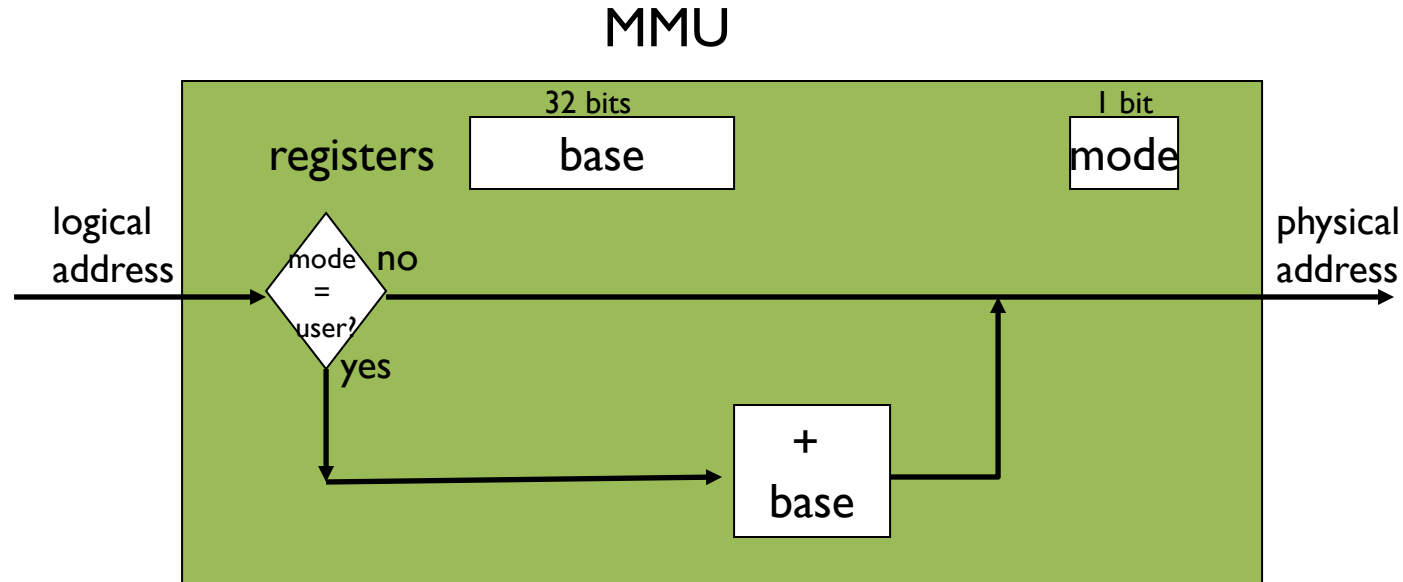 MMU
32 bits
1 bit
registers
base
mode
logical
address
mode
=
user?
no
yes
physical
address
+
base